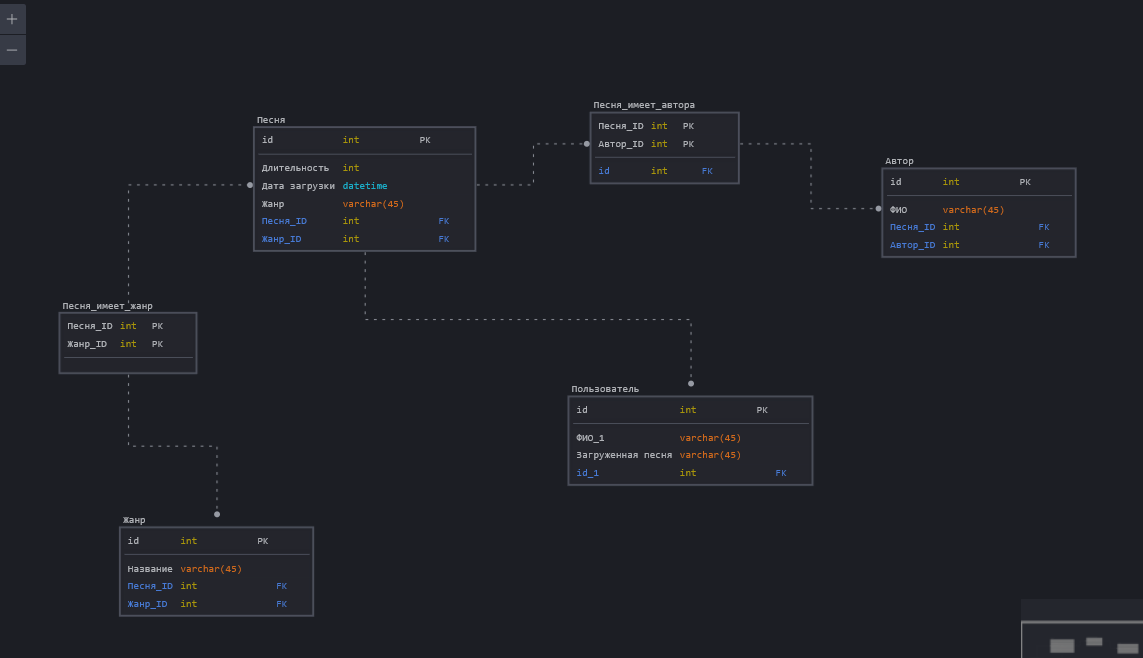 Песня
id int PK
Длительность int
Дата загрузки datetime
Жанр varchar(45)
Песня_ID int FK
Жанр_ID int FK
Песня_имеет_автора
Песня_ID int PK
Автор_ID int PK
id int FK
Автор
id int PK
ФИО varchar(45)
Песня_ID int FK
Автор_ID int FK
Песня_имеет_жанр
Песня_ID int PK
Жанр_ID int PK
Пользователь
id int PK
ФИО_1 varchar(45)
Загруженная песня varchar(45)
id_1 int FK
Жанр
id int PK
Название varchar(45)
Песня_ID int FK
Жанр_ID int FK